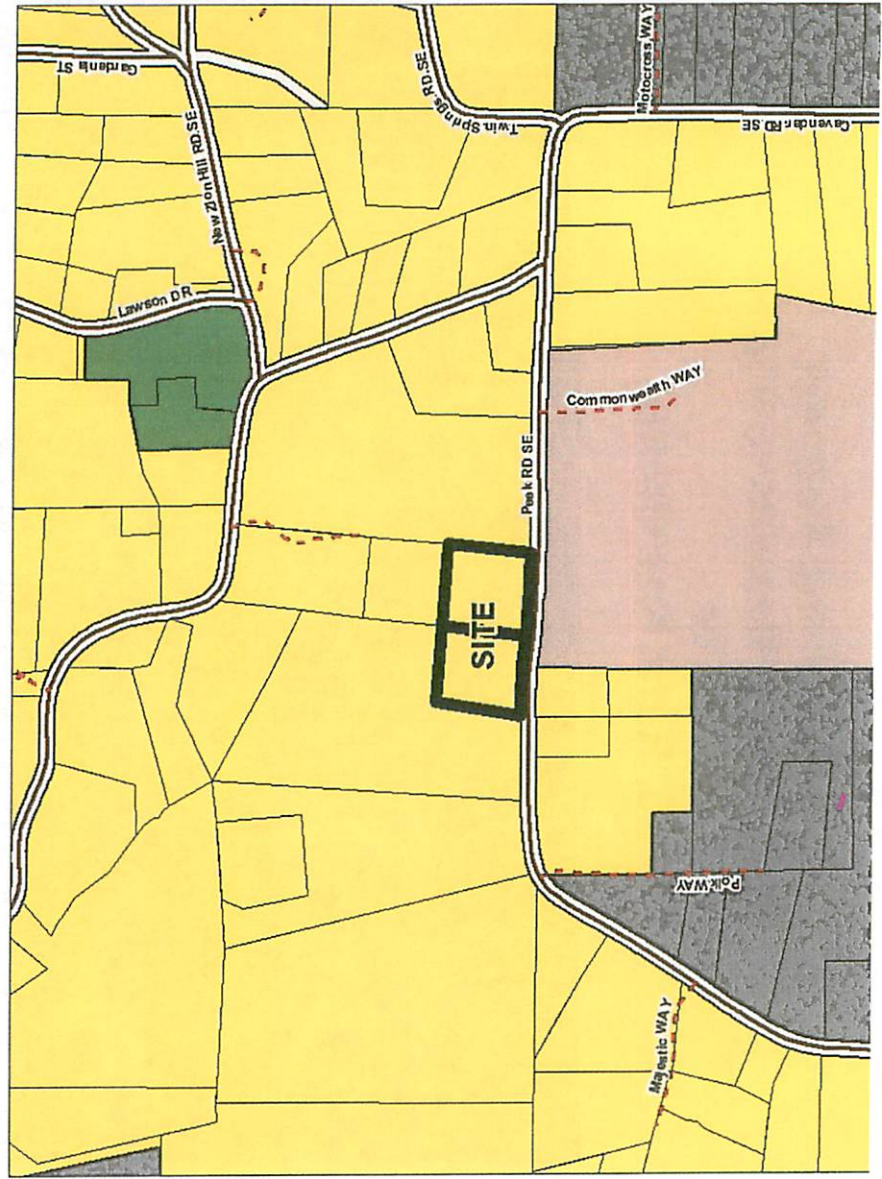 Gardenia ST
New Zion Hill RD.SE
Twin.Springs.RD.SE
Motocross WAY
Cavender.RD.SE
Lawson DR
Commonwealth WAY
Peek RD SE
SITE
Polk.WAY
Majestic WAY